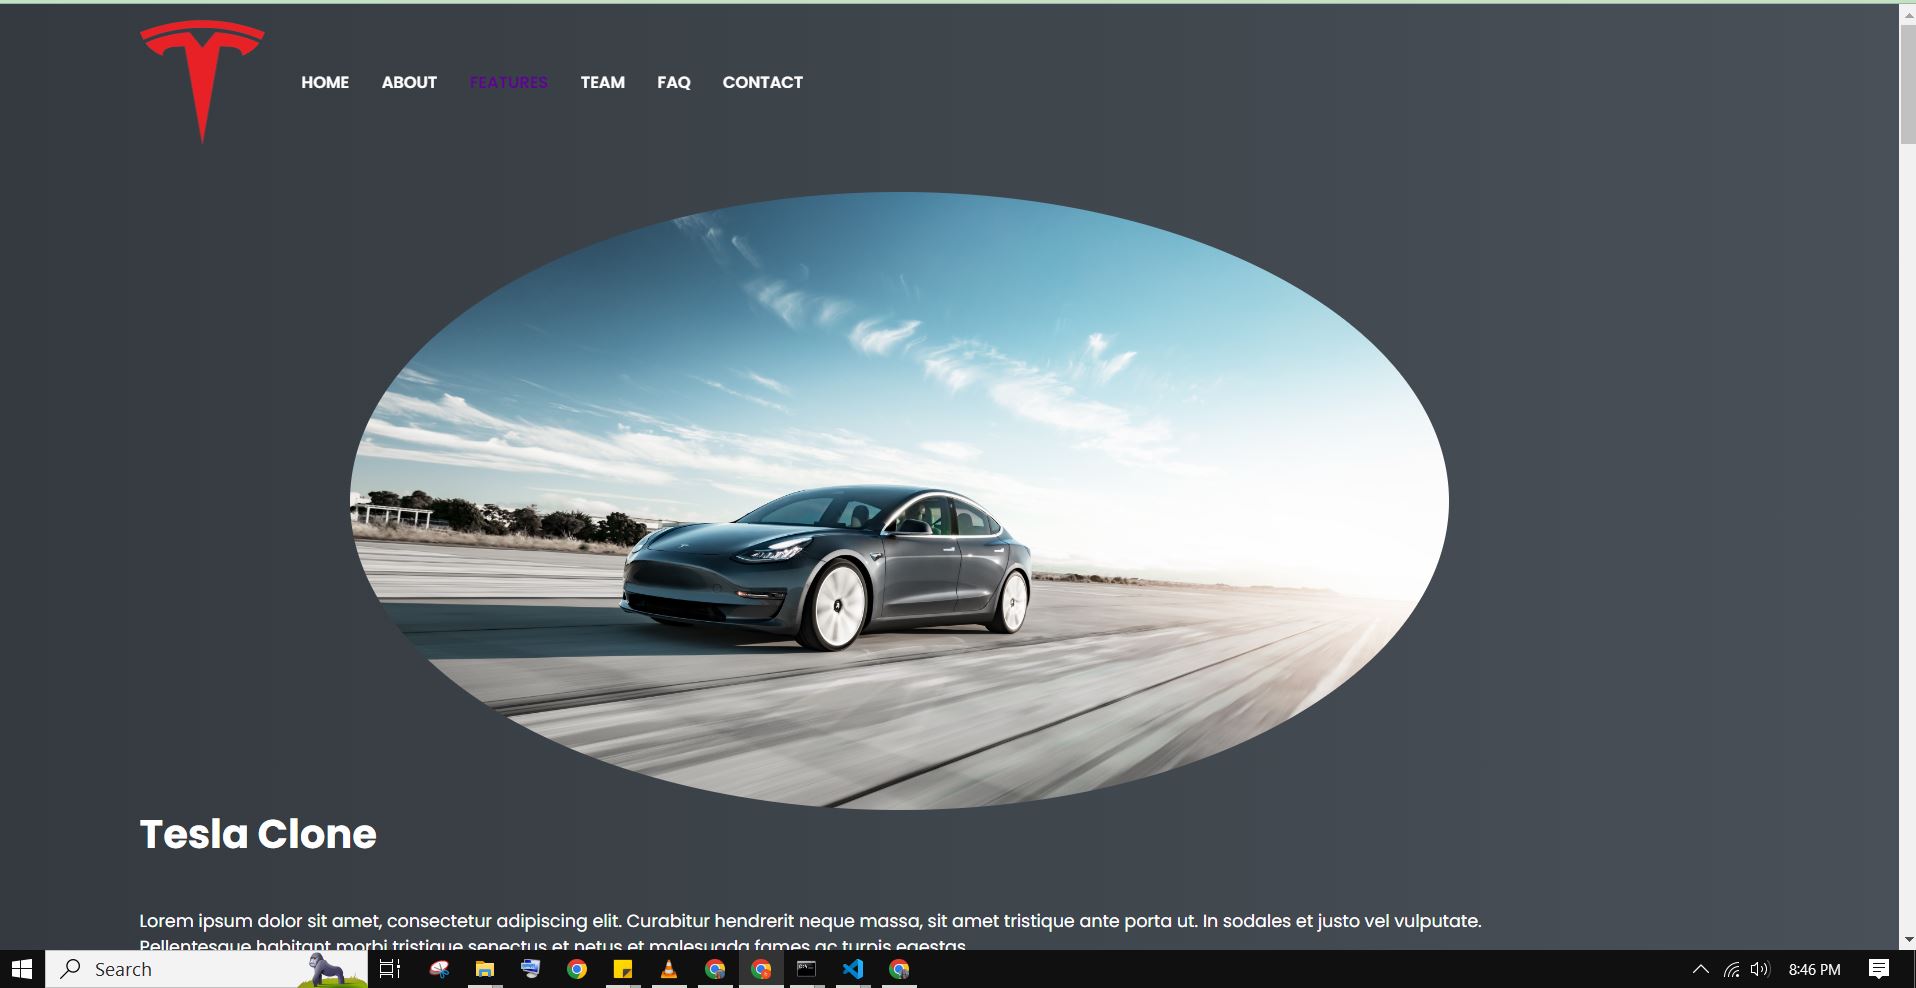 HOME ABOUT FEATURES TEAM FAQ CONTACT
Tesla Clone
Lorem ipsum dolor sit amet, consectetur adipiscing elit. Curabitur hendrerit neque massa, sit amet tristique ante porta ut. In sodales et justo vel vulputate.
Pellentesque habitant morbi tristique senectus et netus et malesuada fames ac turpis egestas.
Search
8:46 PM